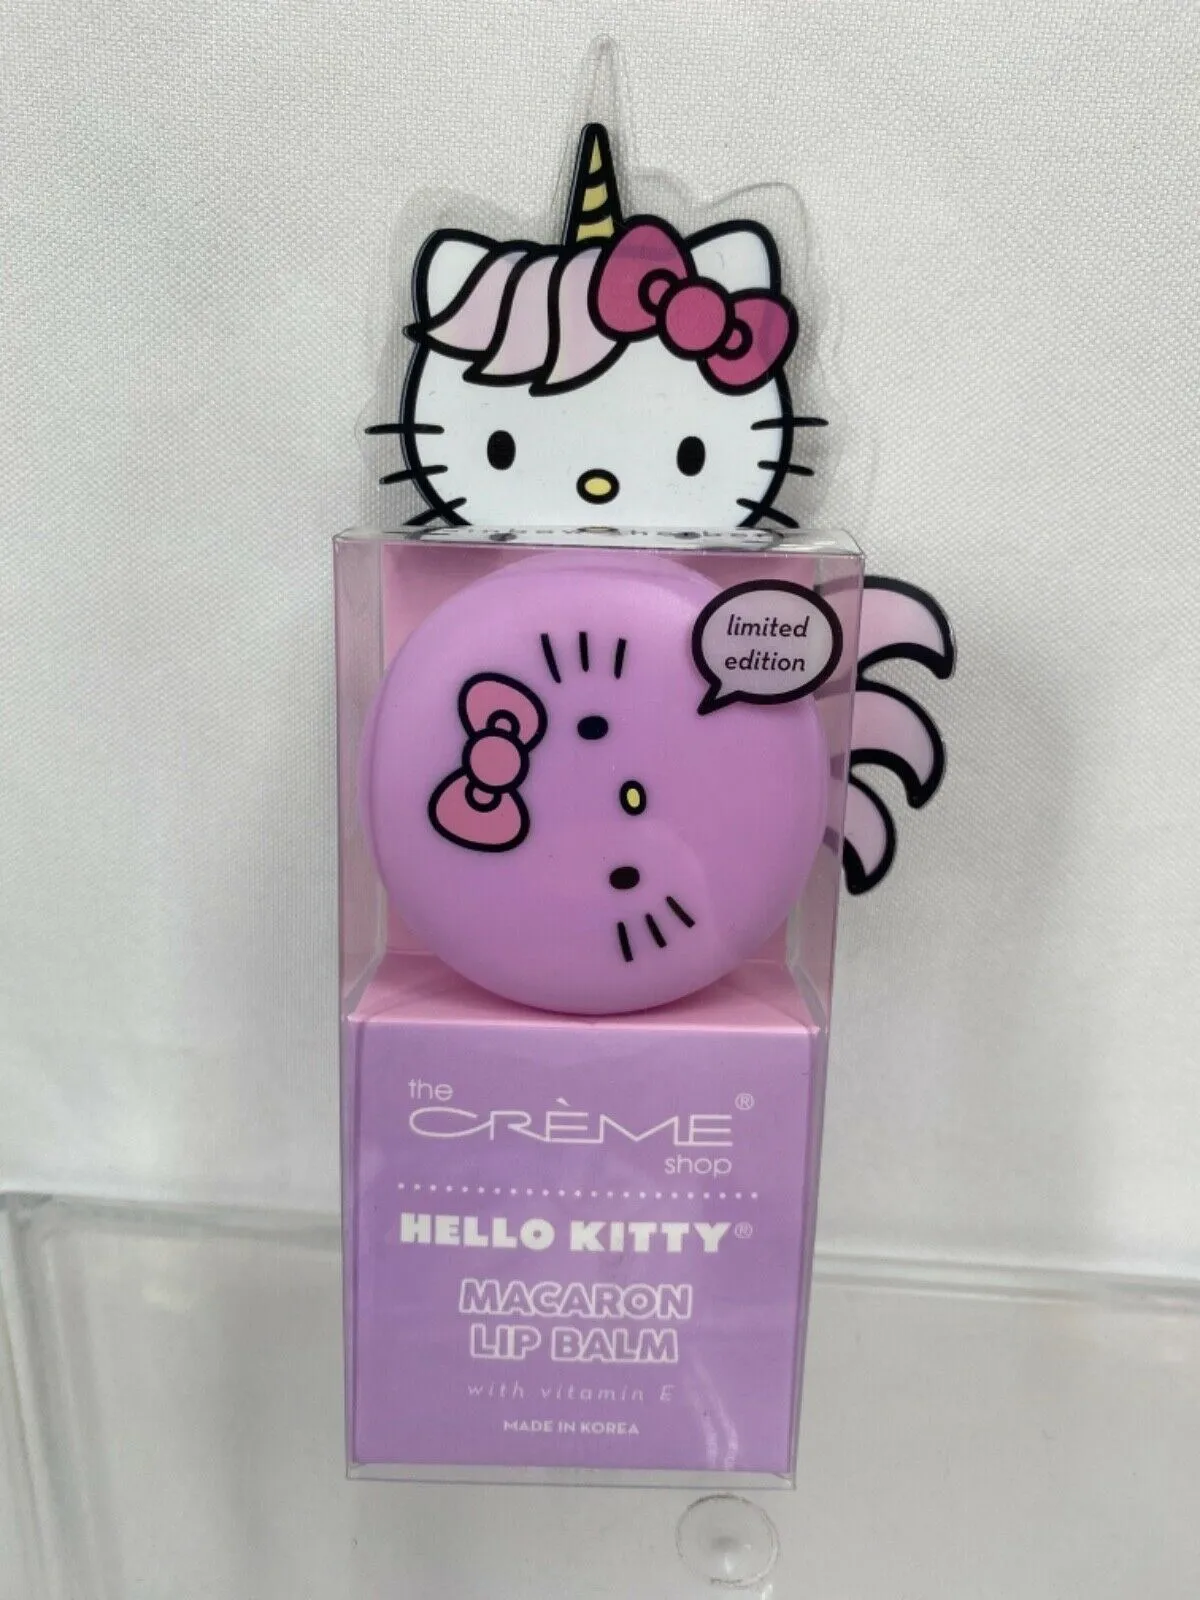 limited
edition
the
CRÈME®
shop
HELLO KITTY®
MACARON
LIP BALM
with vitamin E
MADE IN KOREA